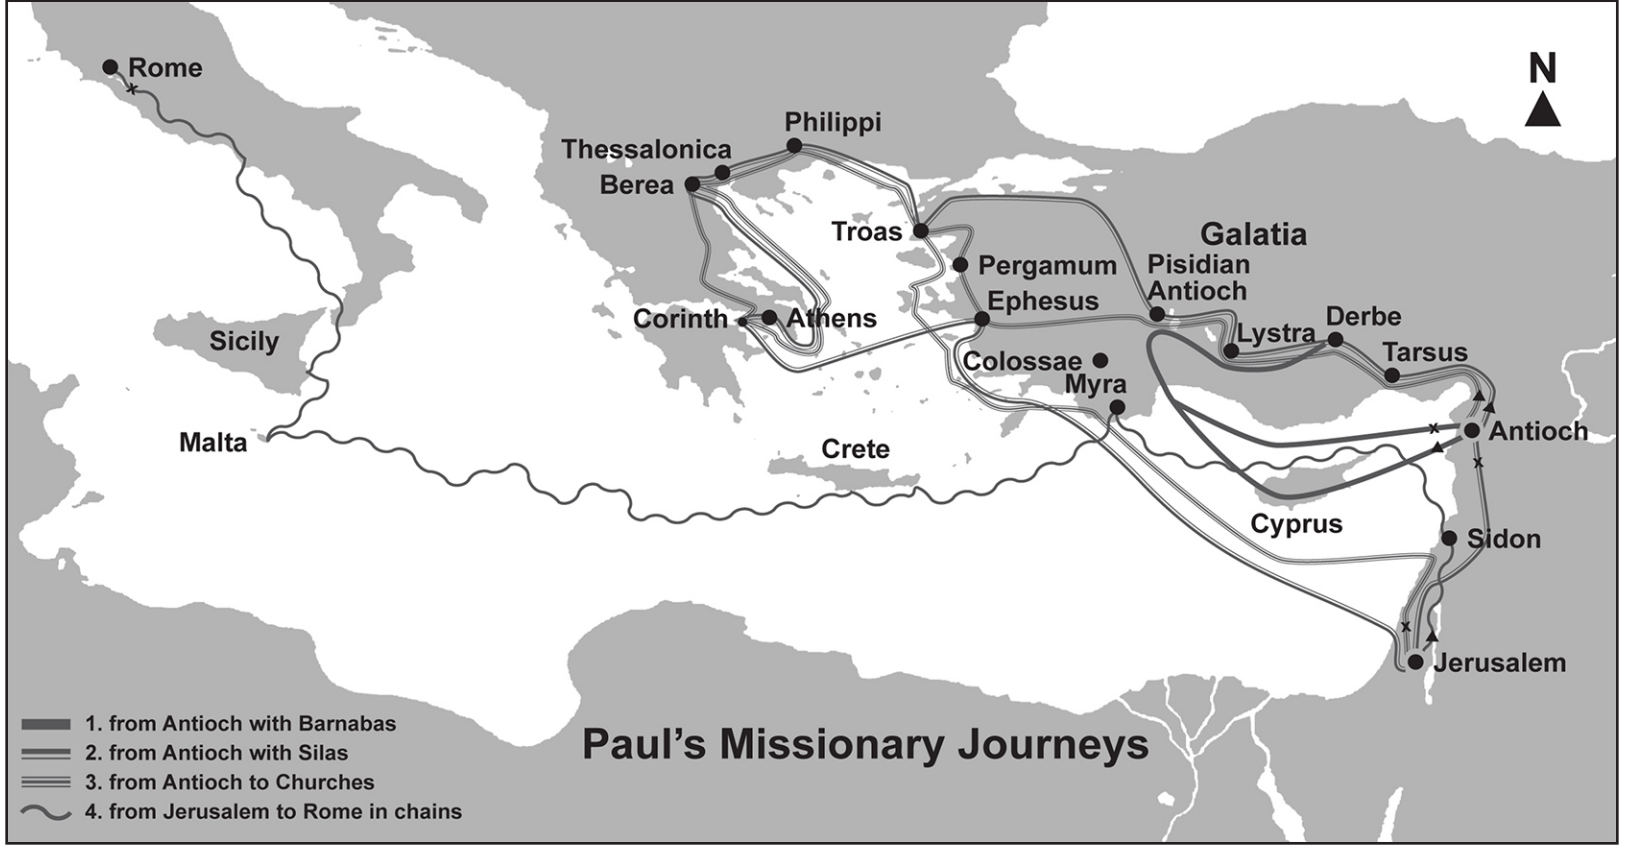 N
Rome
Philippi
Thessalonica
Berea
Troas
Galatia
Pergamum
Pisidian
Antioch
Ephesus
Corinth
Athens
Derbe
Lystra
Sicily
Colossae
Tarsus
Myra
Antioch
Malta
Crete
Cyprus
Sidon
Jerusalem
x
x
x
x
Paul’s Missionary Journeys
1. from Antioch with Barnabas
2. from Antioch with Silas
3. from Antioch to Churches
4. from Jerusalem to Rome in chains